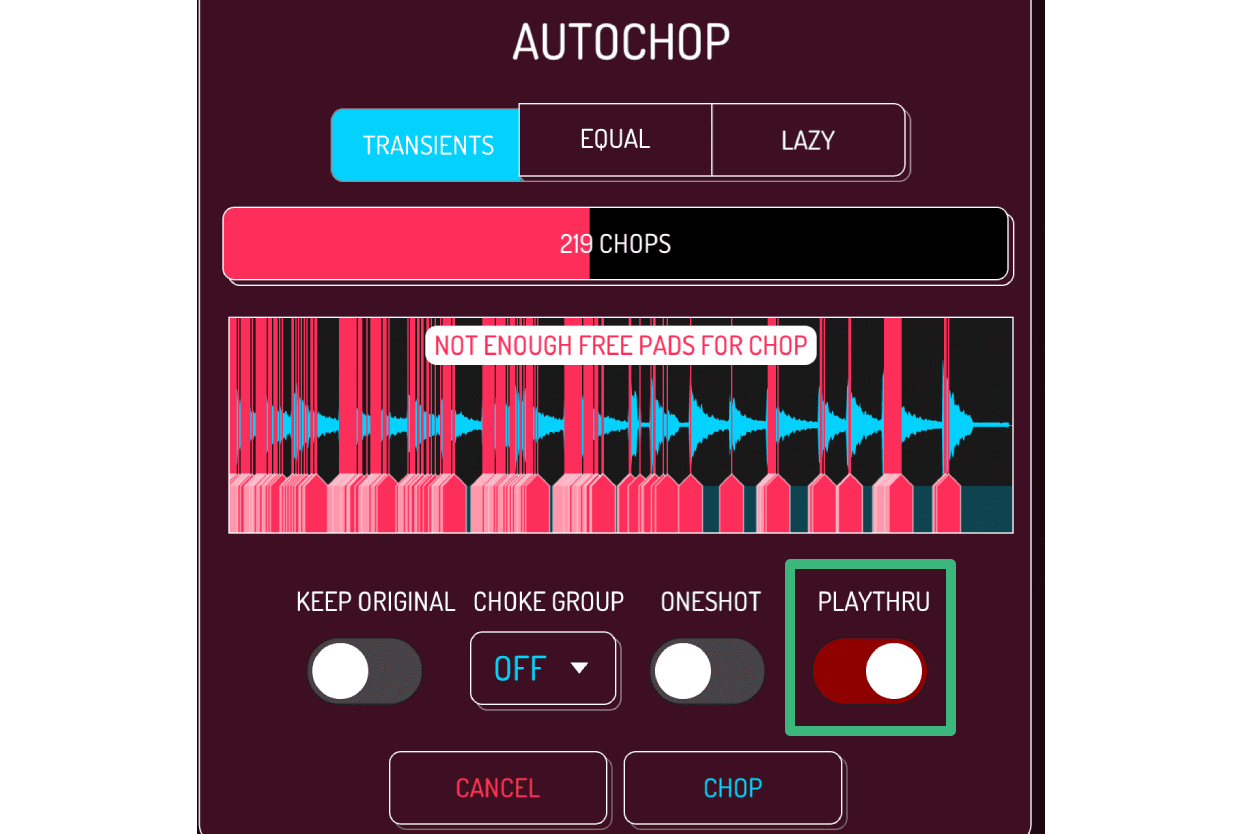 AUTOCHOP
TRANSIENTS EQUAL LAZY
219 CHOPS
NOT ENOUGH FREE PADS FOR CHOP
KEEP ORIGINAL CHOKE GROUP ONESHOT PLAYTHRU
OFF
CANCEL CHOP